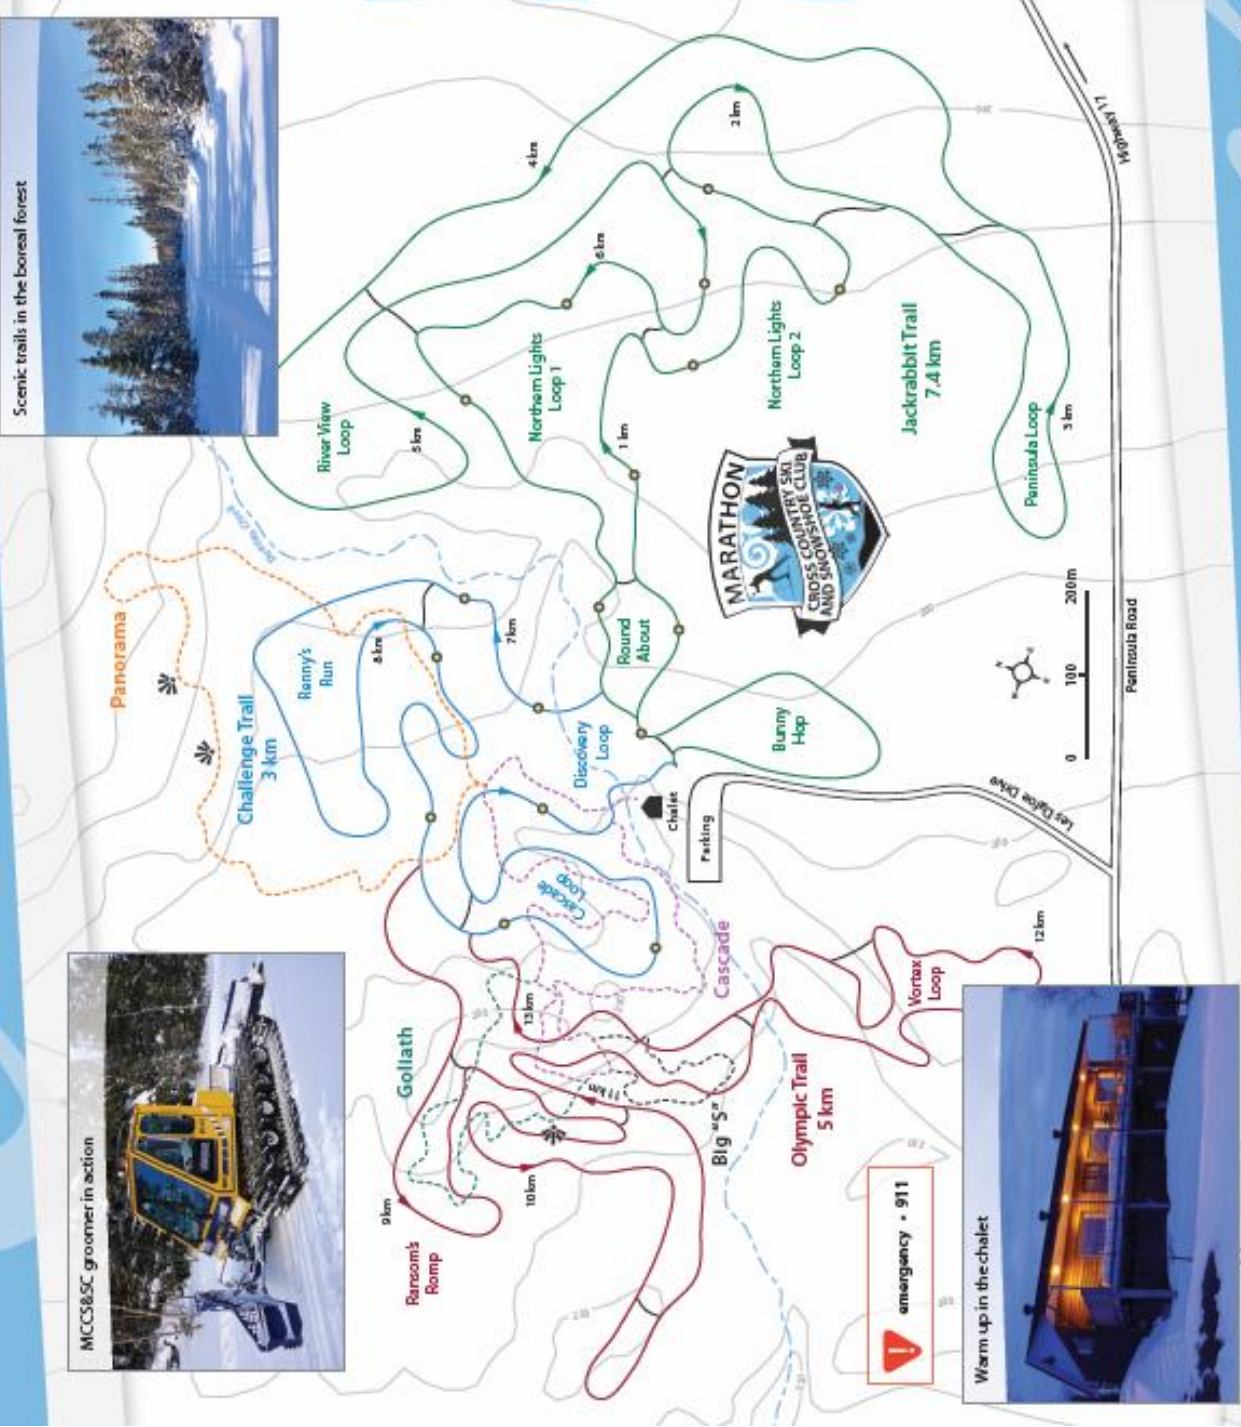 Scenic trails in the boreal forest
MCCS&SC groomer in action
Warm up in the chalet
Panorama
Challenge Trail
3 km
Renny's
Run
8 km
7 km
Discovery
Loop
Cascade
Loop
Cascade
Goliath
Ransom's
Romp
9 km
10 km
11 km
13 km
Big "S"
Olympic Trail
5 km
Vortex
Loop
12 km
River View
Loop
5 km
4 km
Northern Lights
Loop 1
6 km
1 km
Northern Lights
Loop 2
2 km
Jackrabbit Trail
7.4 km
Peninsula Loop
3 km
Round
About
Bunny
Hop
Chalet
Parking
MARATHON
CROSS COUNTRY SKI
AND SNOWSHOE CLUB
0 100 200m
N
Highway 17
Peninsula Road
emergency • 911